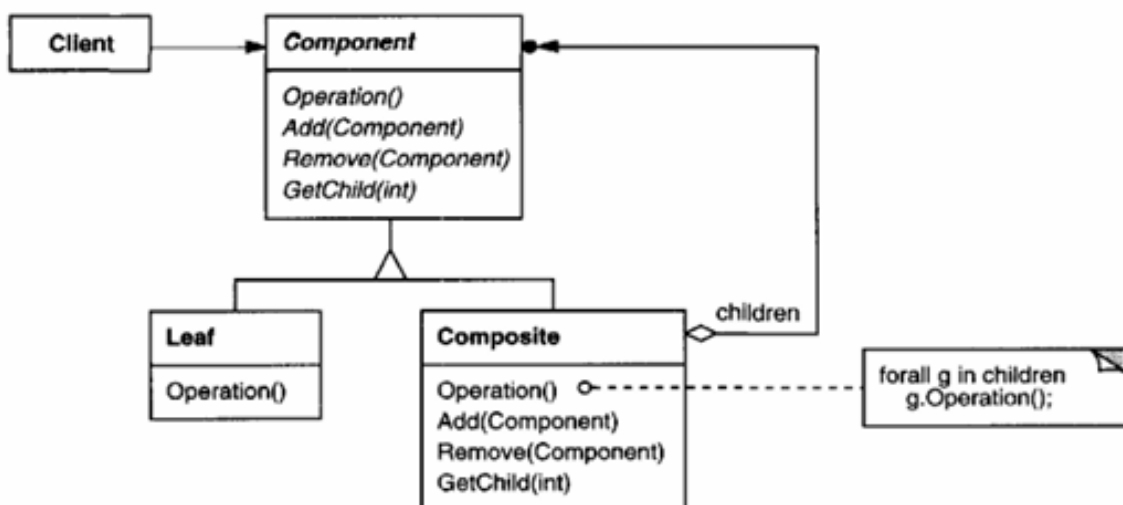 Client
Component
Operation()
Add(Component)
Remove(Component)
GetChild(int)
Leaf
Operation()
Composite
Operation()
Add(Component)
Remove(Component)
GetChild(int)
children
forall g in children
g.Operation();